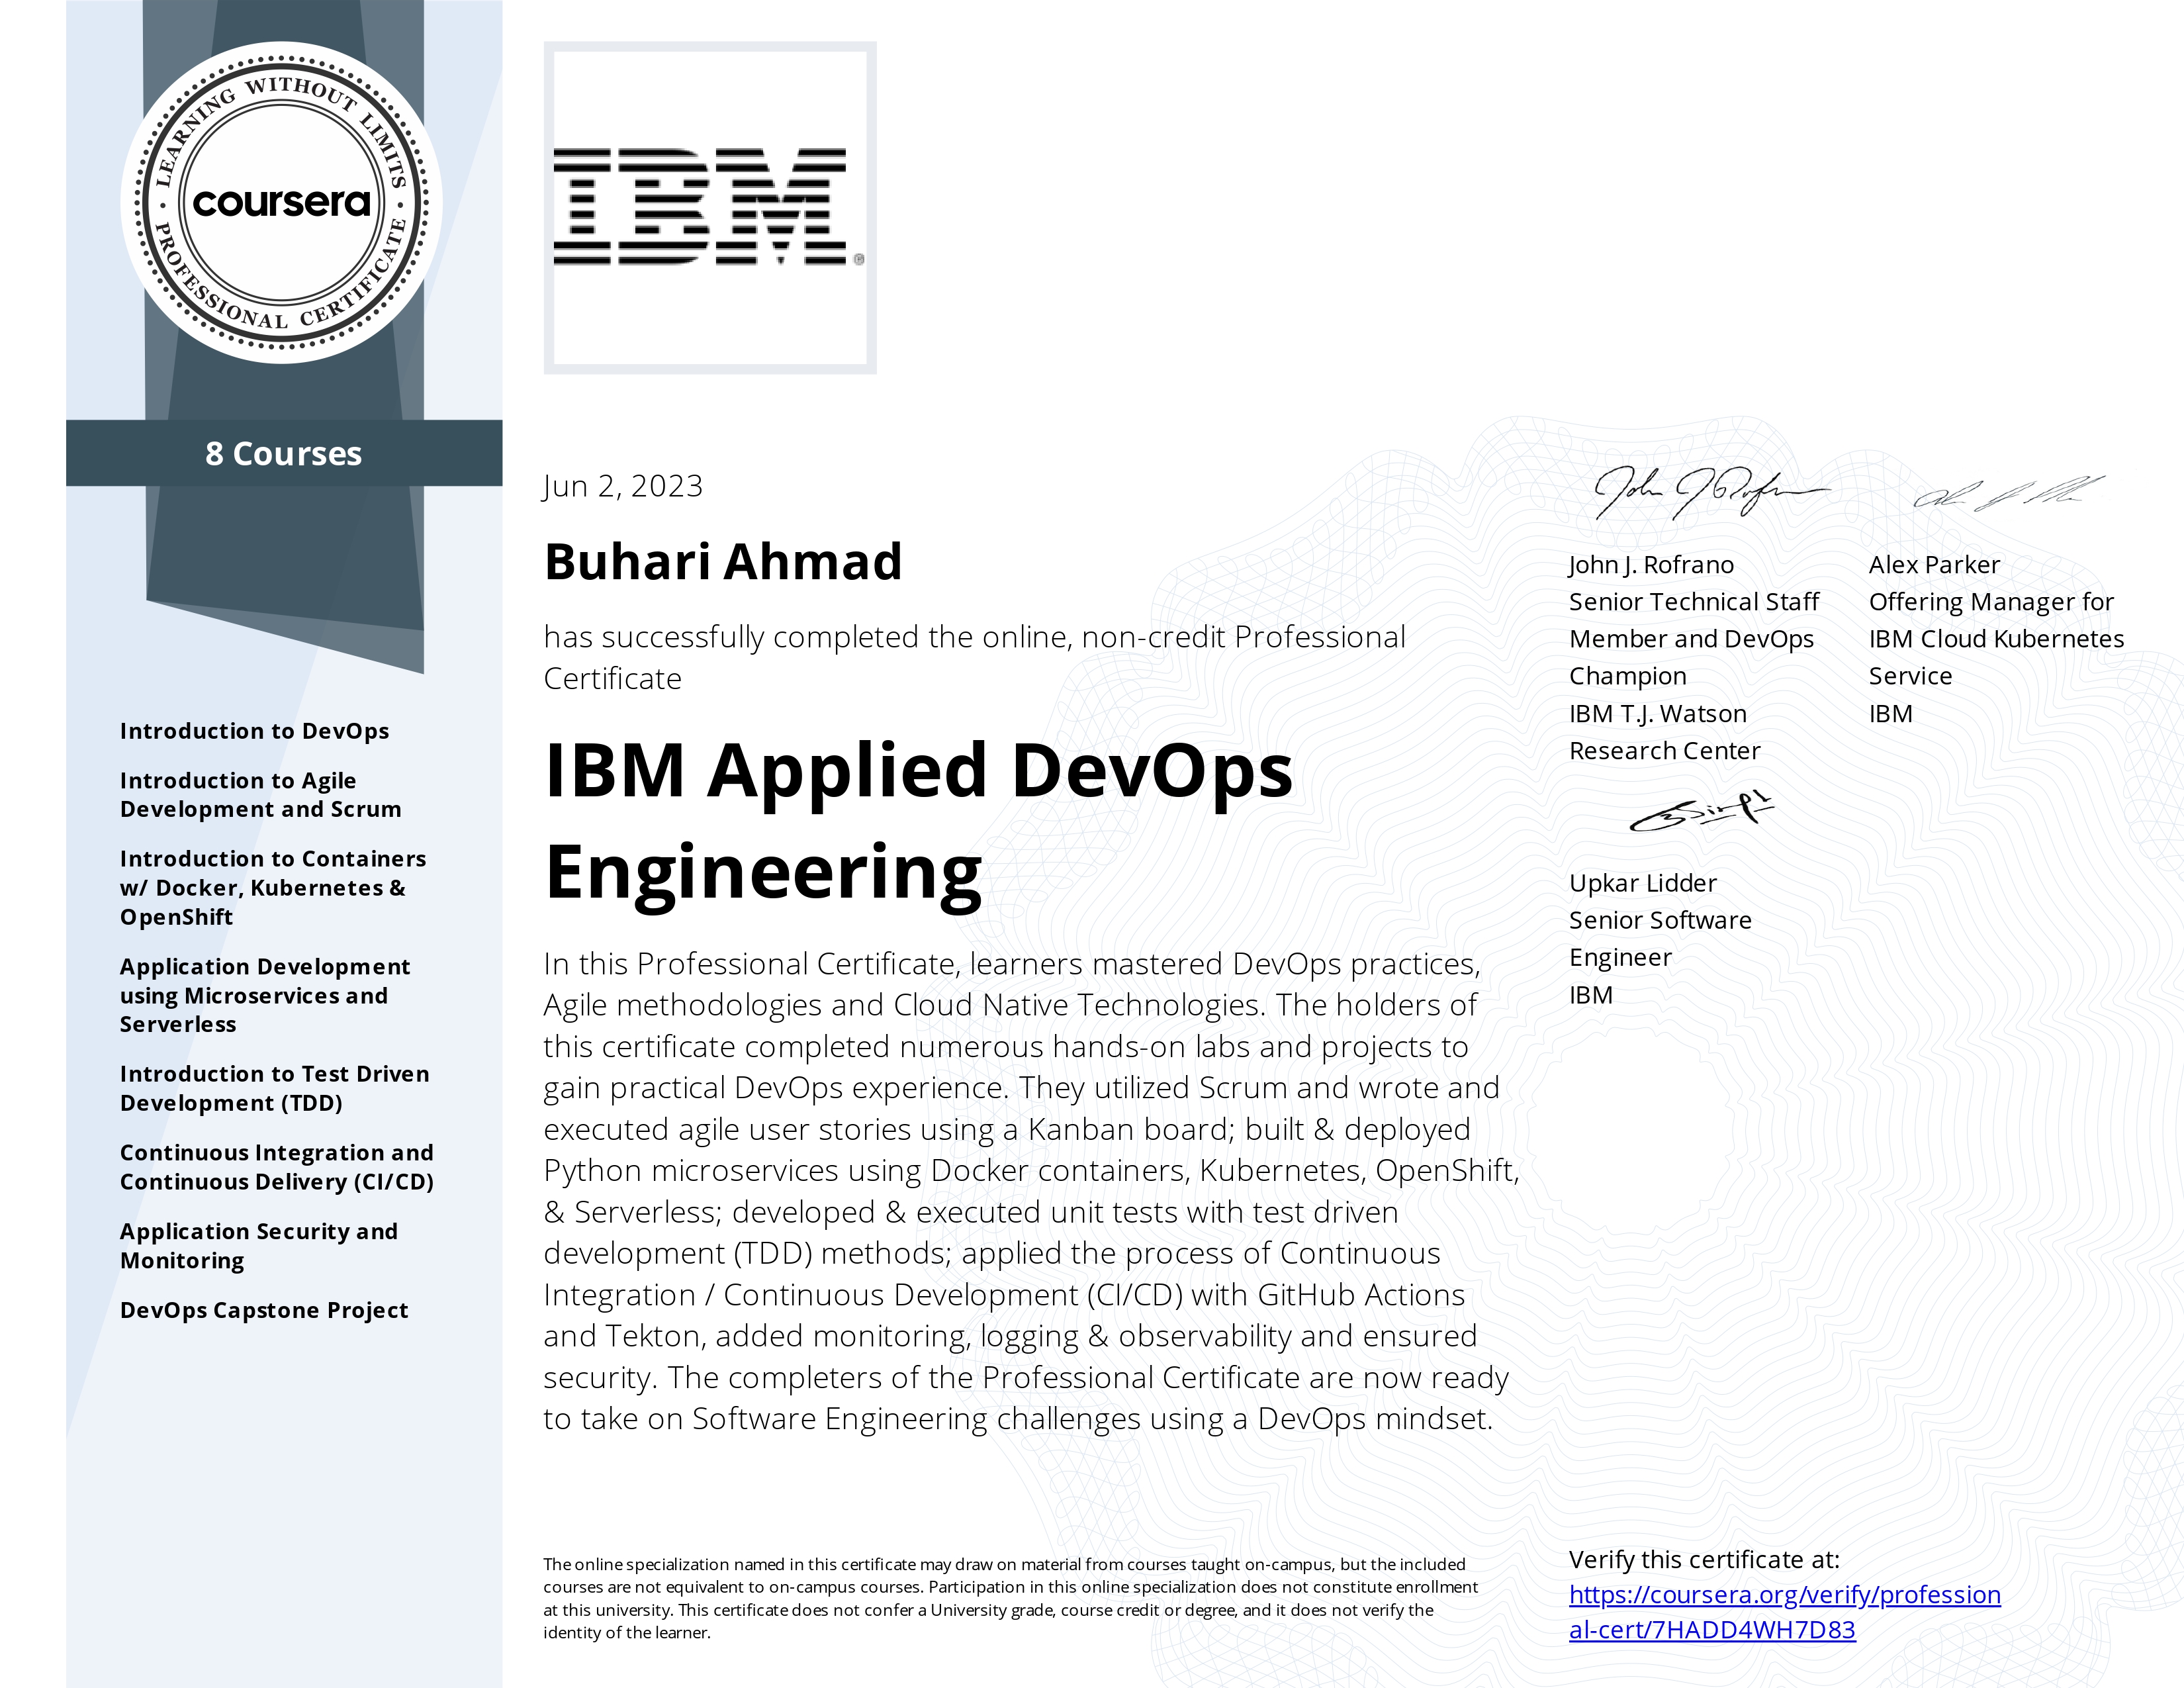 LEARNING WITHOUT LIMITS
coursera
PROFESSIONAL CERTIFICATE
8 Courses
Introduction to DevOps
Introduction to Agile
Development and Scrum
Introduction to Containers
w/ Docker, Kubernetes &
OpenShift
Application Development
using Microservices and
Serverless
Introduction to Test Driven
Development (TDD)
Continuous Integration and
Continuous Delivery (CI/CD)
Application Security and
Monitoring
DevOps Capstone Project
IBM®
Jun 2, 2023
Buhari Ahmad
has successfully completed the online, non-credit Professional
Certificate
IBM Applied DevOps
Engineering
In this Professional Certificate, learners mastered DevOps practices,
Agile methodologies and Cloud Native Technologies. The holders of
this certificate completed numerous hands-on labs and projects to
gain practical DevOps experience. They utilized Scrum and wrote and
executed agile user stories using a Kanban board; built & deployed
Python microservices using Docker containers, Kubernetes, OpenShift,
& Serverless; developed & executed unit tests with test driven
development (TDD) methods; applied the process of Continuous
Integration / Continuous Development (CI/CD) with GitHub Actions
and Tekton, added monitoring, logging & observability and ensured
security. The completers of the Professional Certificate are now ready
to take on Software Engineering challenges using a DevOps mindset.
The online specialization named in this certificate may draw on material from courses taught on-campus, but the included
courses are not equivalent to on-campus courses. Participation in this online specialization does not constitute enrollment
at this university. This certificate does not confer a University grade, course credit or degree, and it does not verify the
identity of the learner.
John J. Rofrano
Senior Technical Staff
Member and DevOps
Champion
IBM T.J. Watson
Research Center
Alex Parker
Offering Manager for
IBM Cloud Kubernetes
Service
IBM
Upkar Lidder
Senior Software
Engineer
IBM
Verify this certificate at:
https://coursera.org/verify/profession
al-cert/7HADD4WH7D83